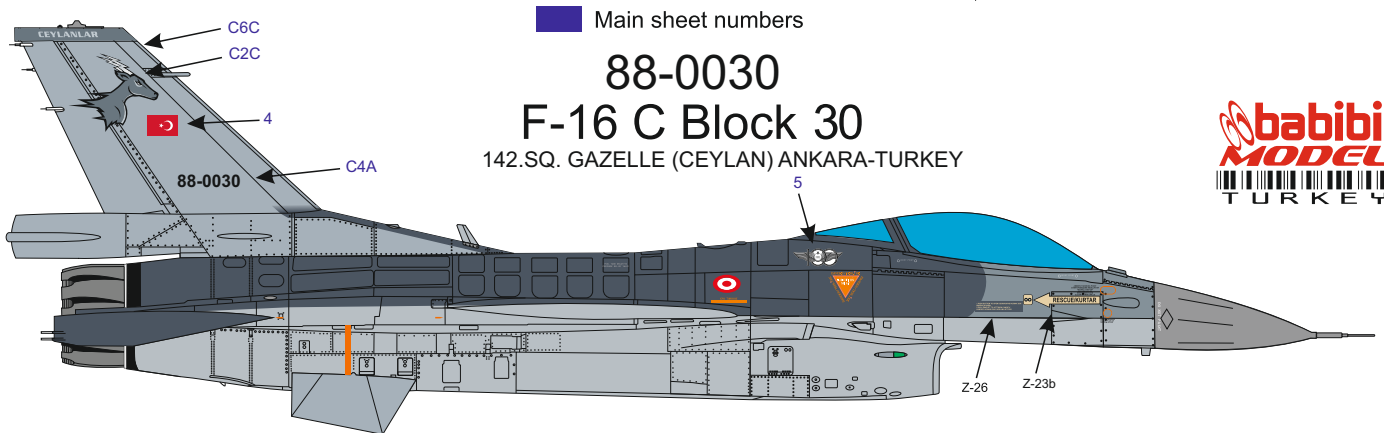 Main sheet numbers
88-0030
F-16 C Block 30
142.SQ. GAZELLE (CEYLAN) ANKARA-TURKEY
babibi
MODEL
TURKEY
CEYLANLAR
C6C
C2C
4
88-0030
C4A
5
RESCUE/KURTAR
Z-26
Z-23b